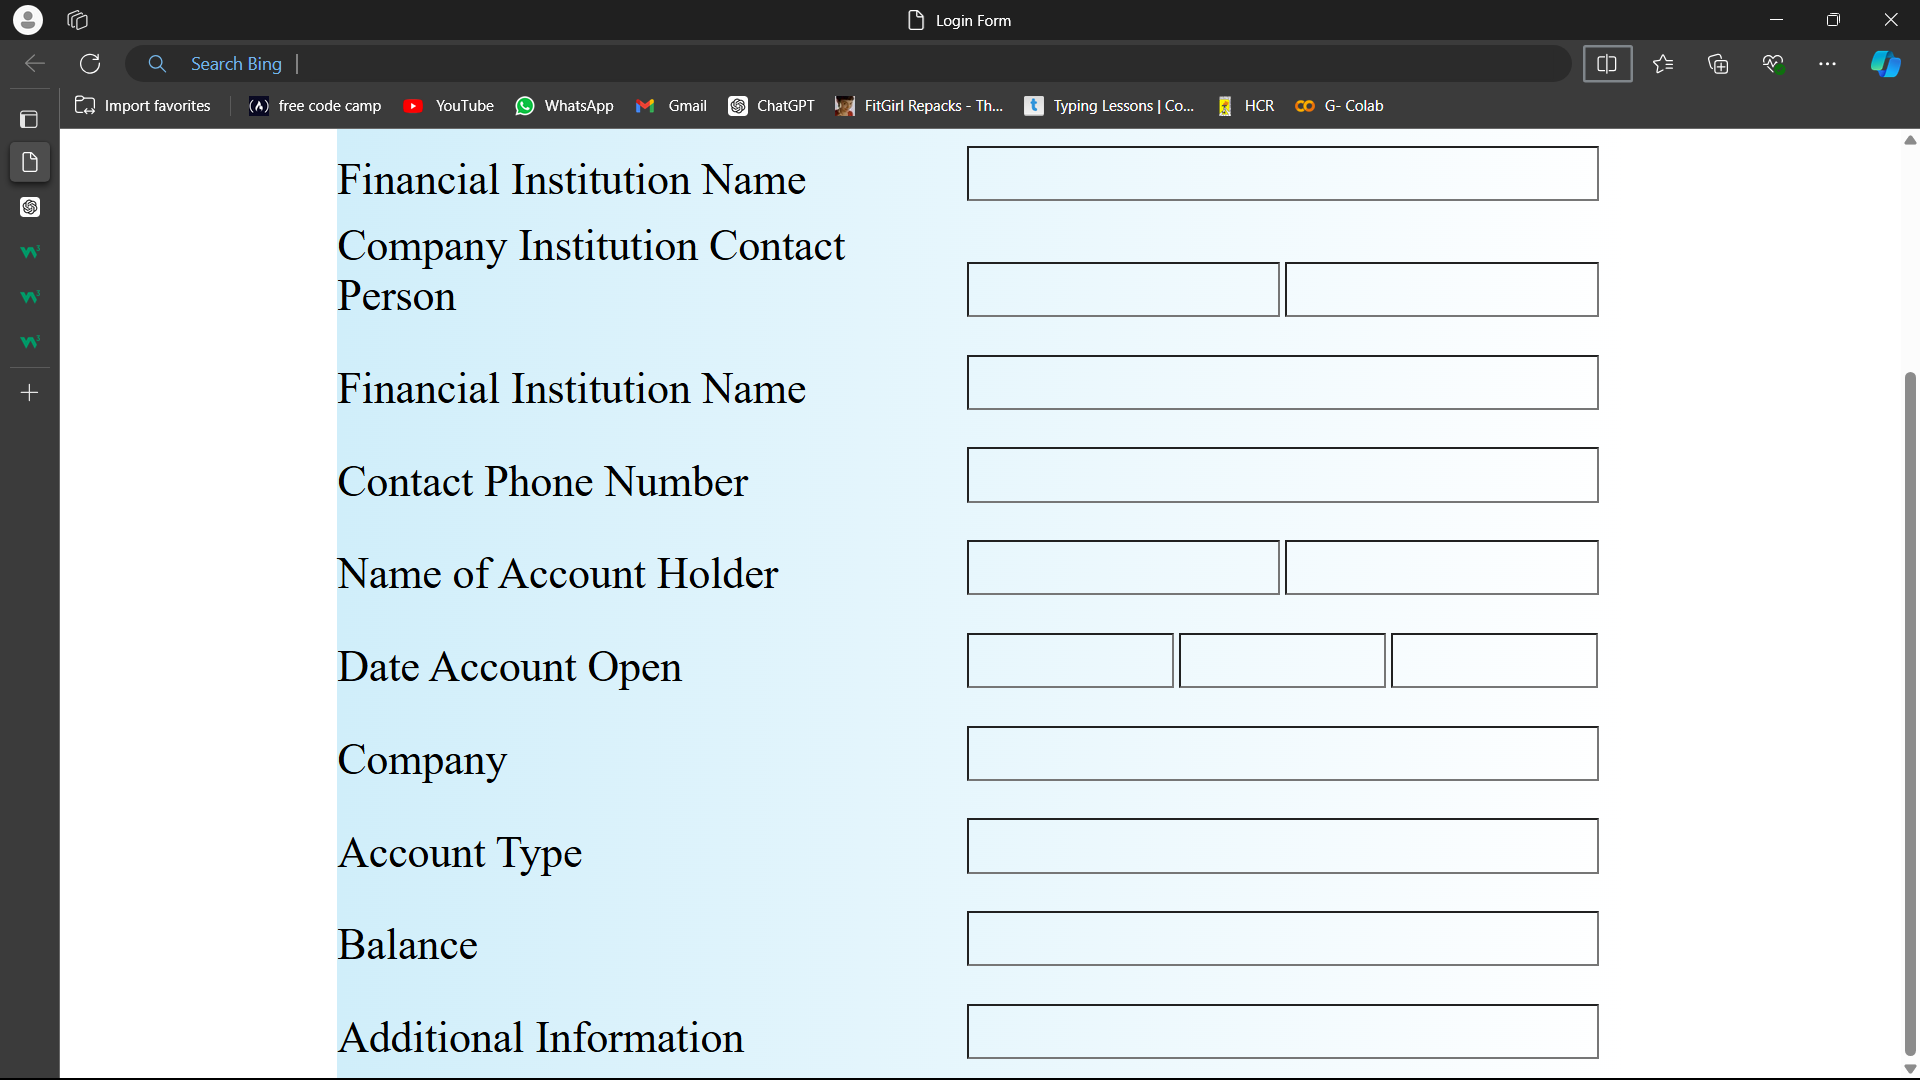 Login Form
Search Bing
Import favorites free code camp YouTube WhatsApp Gmail ChatGPT FitGirl Repacks - Th... Typing Lessons | Co... HCR G- Colab
Financial Institution Name
Company Institution Contact
Person
Financial Institution Name
Contact Phone Number
Name of Account Holder
Date Account Open
Company
Account Type
Balance
Additional Information